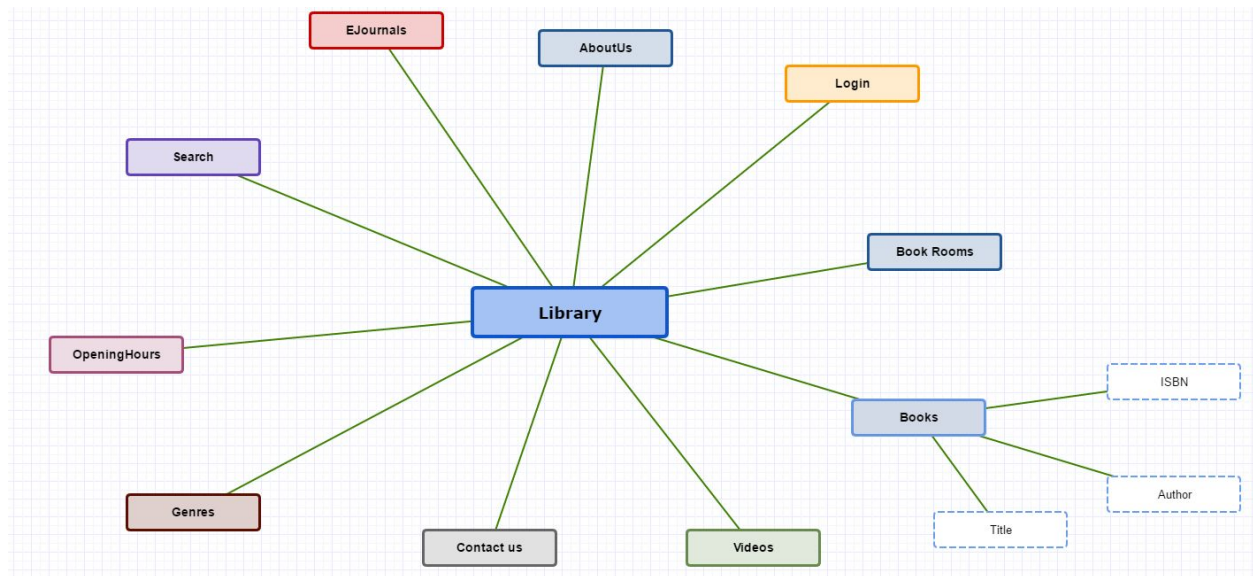 EJournals
AboutUs
Login
Search
Book Rooms
Library
OpeningHours
ISBN
Books
Author
Genres
Title
Contact us
Videos